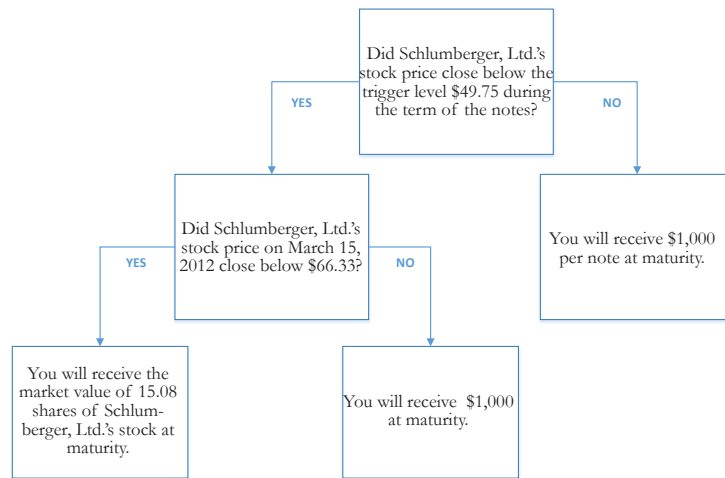 Did Schlumberger, Ltd.'s
stock price close below the
trigger level $49.75 during
the term of the notes?
YES
NO
Did Schlumberger, Ltd.'s
stock price on March 15,
2012 close below $66.33?
You will receive $1,000
per note at maturity.
YES
NO
You will receive the
market value of 15.08
shares of Schlum-
berger, Ltd.'s stock at
maturity.
You will receive $1,000
at maturity.